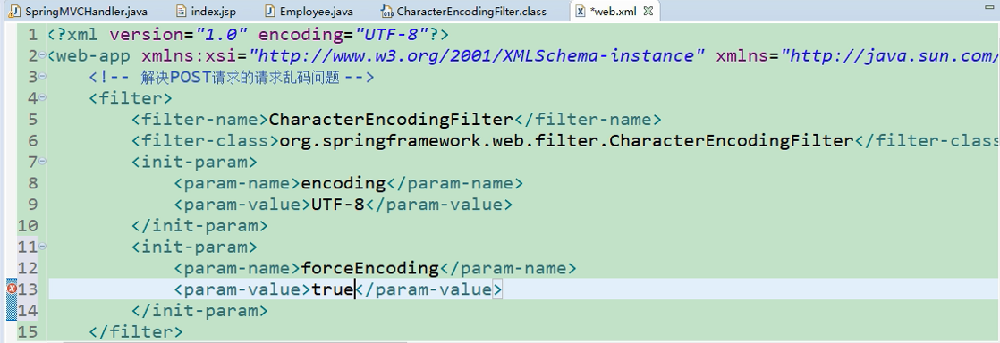 SpringMVCHandler.java index.jsp Employee.java CharacterEncodingFilter.class *web.xml
1 <?xml version="1.0" encoding="UTF-8"?>
2 <web-app xmlns:xsi="http://www.w3.org/2001/XMLSchema-instance" xmlns="http://java.sun.com/
3 <!-- 解决POST请求的请求乱码问题 -->
4 <filter>
5 <filter-name>CharacterEncodingFilter</filter-name>
6 <filter-class>org.springframework.web.filter.CharacterEncodingFilter</filter-class
7 <init-param>
8 <param-name>encoding</param-name>
9 <param-value>UTF-8</param-value>
10 </init-param>
11 <init-param>
12 <param-name>forceEncoding</param-name>
13 <param-value>true</param-value>
14 </init-param>
15 </filter>